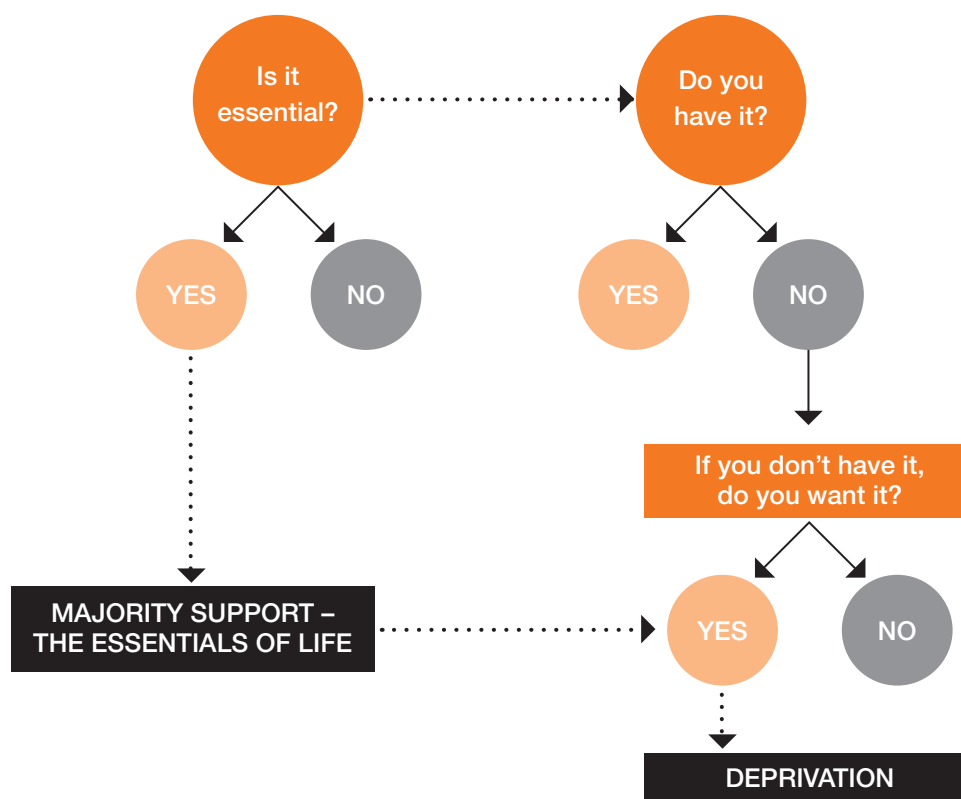 Is it
essential?
Do you
have it?
YES
NO
YES
NO
If you don’t have it,
do you want it?
MAJORITY SUPPORT –
THE ESSENTIALS OF LIFE
YES
NO
DEPRIVATION